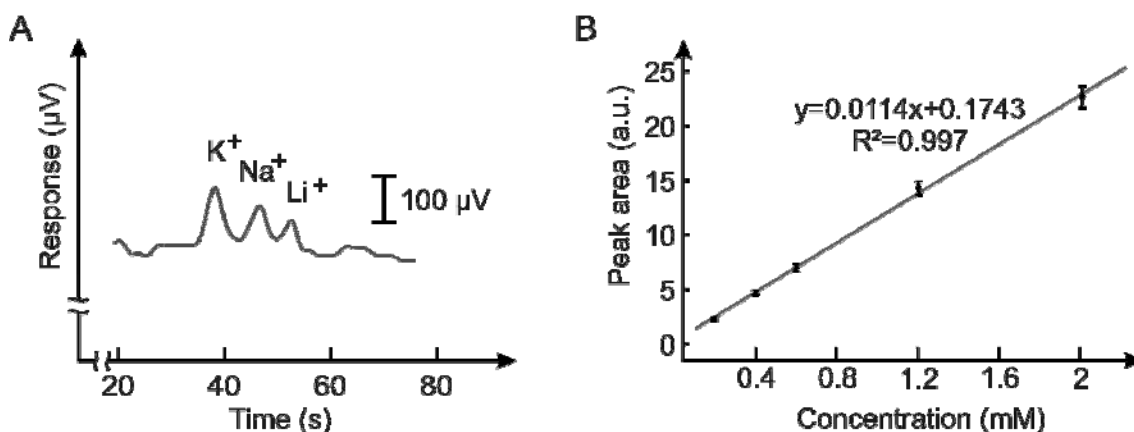 A
Response (µV)
K+
Na+
Li+
100 µV
20
40
60
80
Time (s)
B
Peak area (a.u.)
25
20
15
10
5
0
y=0.0114x+0.1743
R²=0.997
0.4
0.8
1.2
1.6
2
Concentration (mM)